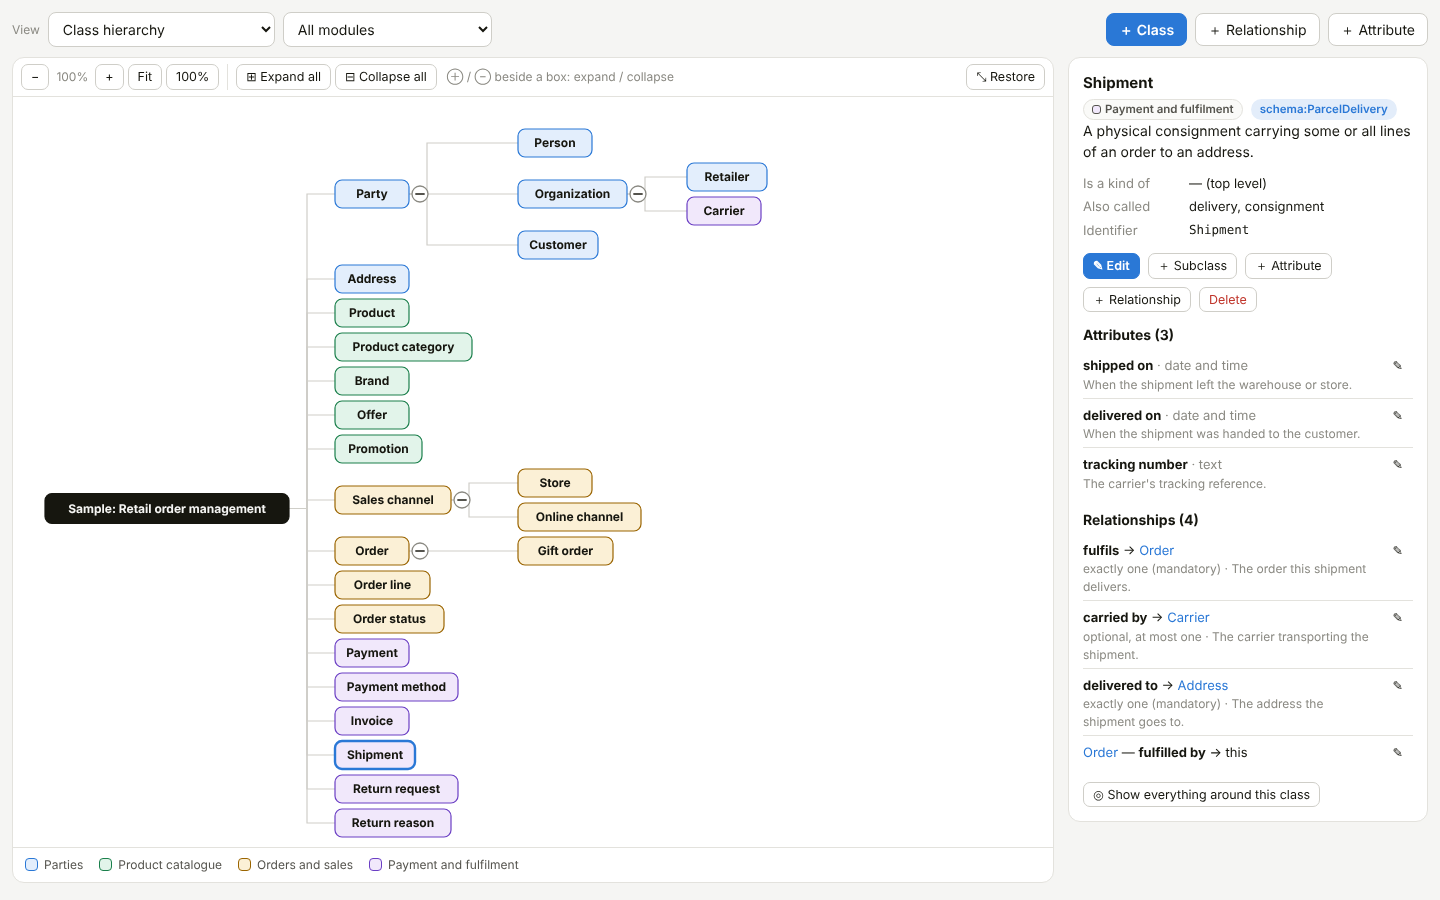 View
Class hierarchy
All modules
+ Class
+ Relationship
+ Attribute
− 100% + Fit 100% ⊞ Expand all ⊟ Collapse all ⊕ / ⊖ beside a box: expand / collapse
⤡ Restore
Person
Retailer
Party
Organization
Carrier
Customer
Address
Product
Product category
Brand
Offer
Promotion
Store
Sales channel
Sample: Retail order management
Online channel
Order
Gift order
Order line
Order status
Payment
Payment method
Invoice
Shipment
Return request
Return reason
Parties
Product catalogue
Orders and sales
Payment and fulfilment
Shipment
Payment and fulfilment
schema:ParcelDelivery
A physical consignment carrying some or all lines
of an order to an address.
Is a kind of — (top level)
Also called delivery, consignment
Identifier Shipment
✎ Edit
+ Subclass
+ Attribute
+ Relationship
Delete
Attributes (3)
shipped on · date and time ✎
When the shipment left the warehouse or store.
delivered on · date and time ✎
When the shipment was handed to the customer.
tracking number · text ✎
The carrier's tracking reference.
Relationships (4)
fulfils → Order ✎
exactly one (mandatory) · The order this shipment
delivers.
carried by → Carrier ✎
optional, at most one · The carrier transporting the
shipment.
delivered to → Address ✎
exactly one (mandatory) · The address the
shipment goes to.
Order — fulfilled by → this ✎
◎ Show everything around this class